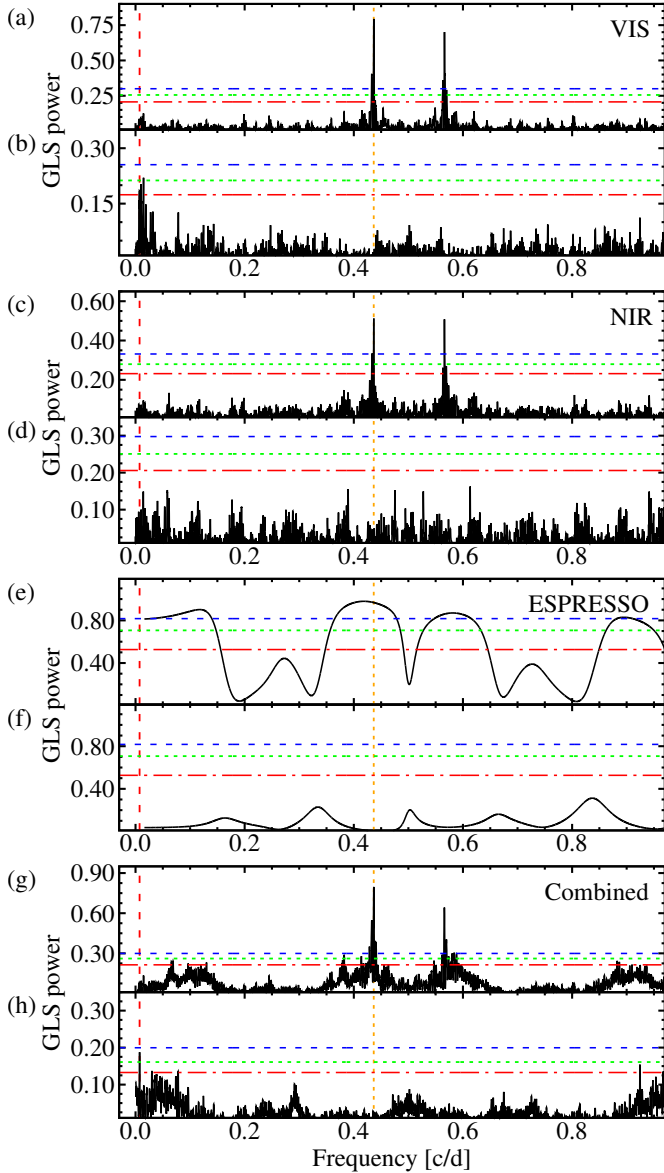 (a)
VIS
0.75
0.50
0.25
GLS power
(b)
0.30
0.15
0.0 0.2 0.4 0.6 0.8
(c)
NIR
0.60
0.40
0.20
GLS power
(d)
0.30
0.20
0.10
0.0 0.2 0.4 0.6 0.8
(e)
ESPRESSO
0.80
0.40
GLS power
(f)
0.80
0.40
0.0 0.2 0.4 0.6 0.8
(g)
Combined
0.90
0.60
0.30
GLS power
(h)
0.30
0.20
0.10
0.0 0.2 0.4 0.6 0.8
Frequency [c/d]